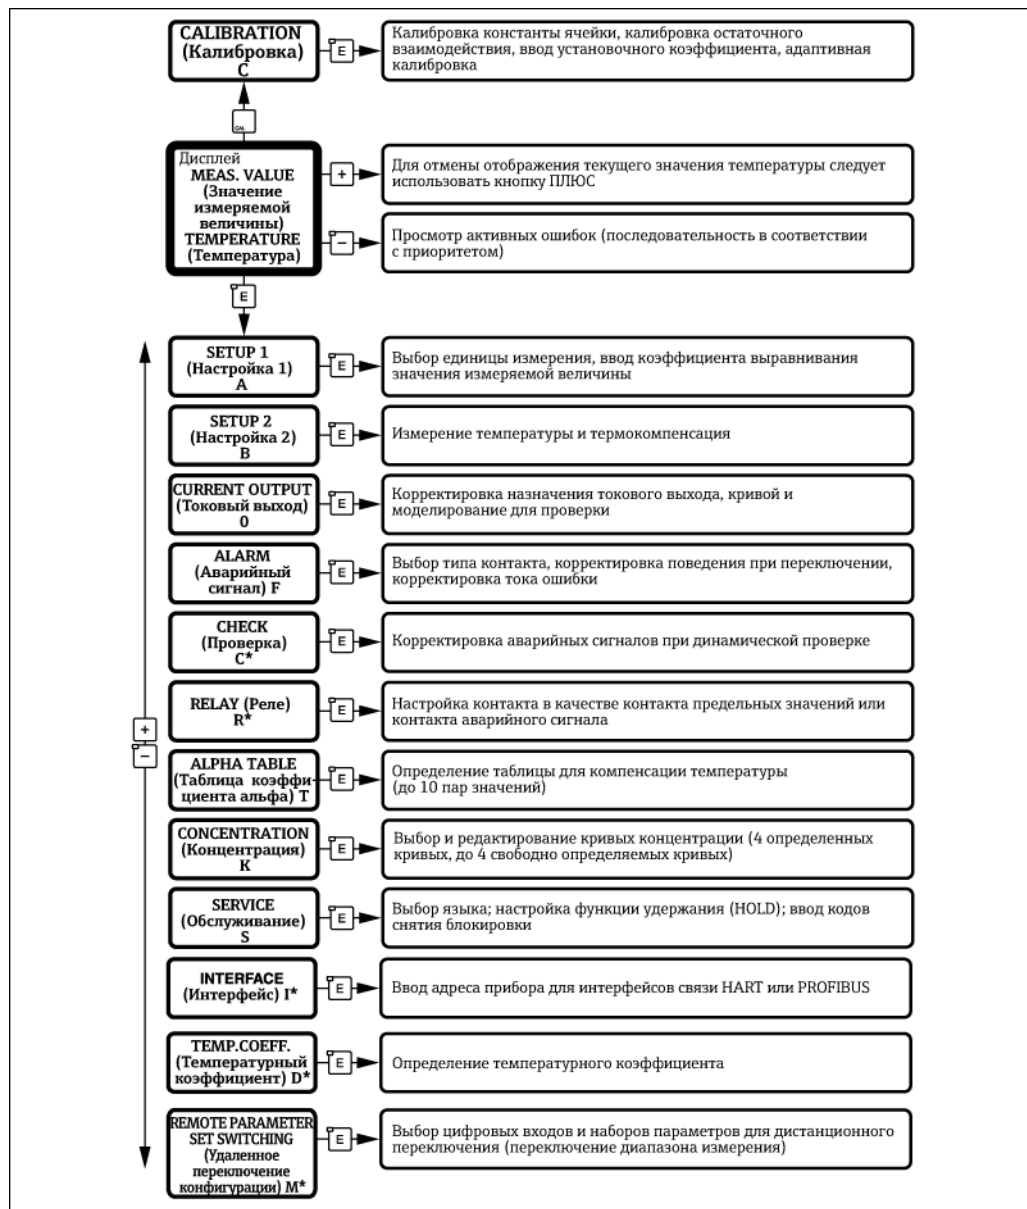 CALIBRATION
(Калибровка)
C
E
Калибровка константы ячейки, калибровка остаточного
взаимодействия, ввод установочного коэффициента, адаптивная
калибровка
CAL
Дисплей
MEAS. VALUE
(Значение
измеряемой
величины)
TEMPERATURE
(Температура)
+
Для отмены отображения текущего значения температуры следует
использовать кнопку ПЛЮС
–
Просмотр активных ошибок (последовательность в соответствии
с приоритетом)
E
SETUP 1
(Настройка 1)
A
E
Выбор единицы измерения, ввод коэффициента выравнивания
значения измеряемой величины
SETUP 2
(Настройка 2)
B
E
Измерение температуры и термокомпенсация
CURRENT OUTPUT
(Токовый выход)
O
E
Корректировка назначения токового выхода, кривой и
моделирование для проверки
ALARM
(Аварийный
сигнал) F
E
Выбор типа контакта, корректировка поведения при переключении,
корректировка тока ошибки
CHECK
(Проверка)
C*
E
Корректировка аварийных сигналов при динамической проверке
RELAY (Реле)
R*
E
Настройка контакта в качестве контакта предельных значений или
контакта аварийного сигнала
+
–
ALPHA TABLE
(Таблица коэффи-
циента альфа) T
E
Определение таблицы для компенсации температуры
(до 10 пар значений)
CONCENTRATION
(Концентрация)
K
E
Выбор и редактирование кривых концентрации (4 определенных
кривых, до 4 свободно определяемых кривых)
SERVICE
(Обслуживание)
S
E
Выбор языка; настройка функции удержания (HOLD); ввод кодов
снятия блокировки
INTERFACE
(Интерфейс) I*
E
Ввод адреса прибора для интерфейсов связи HART или PROFIBUS
TEMP.COEFF.
(Температурный
коэффициент) D*
E
Определение температурного коэффициента
REMOTE PARAMETER
SET SWITCHING
(Удаленное
переключение
конфигурации) M*
E
Выбор цифровых входов и наборов параметров для дистанционного
переключения (переключение диапазона измерения)